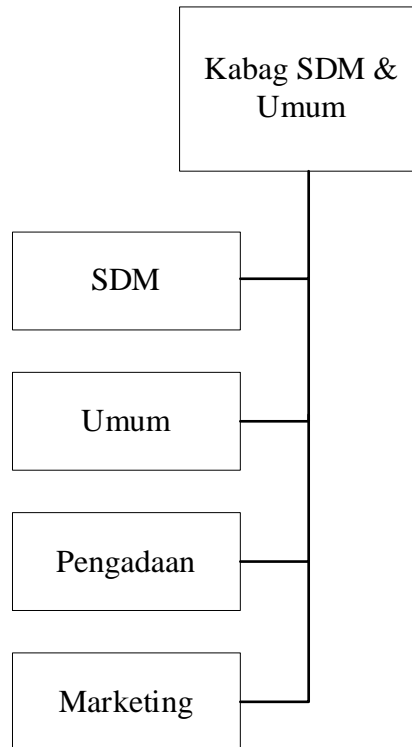 Kabag SDM &
Umum
SDM
Umum
Pengadaan
Marketing